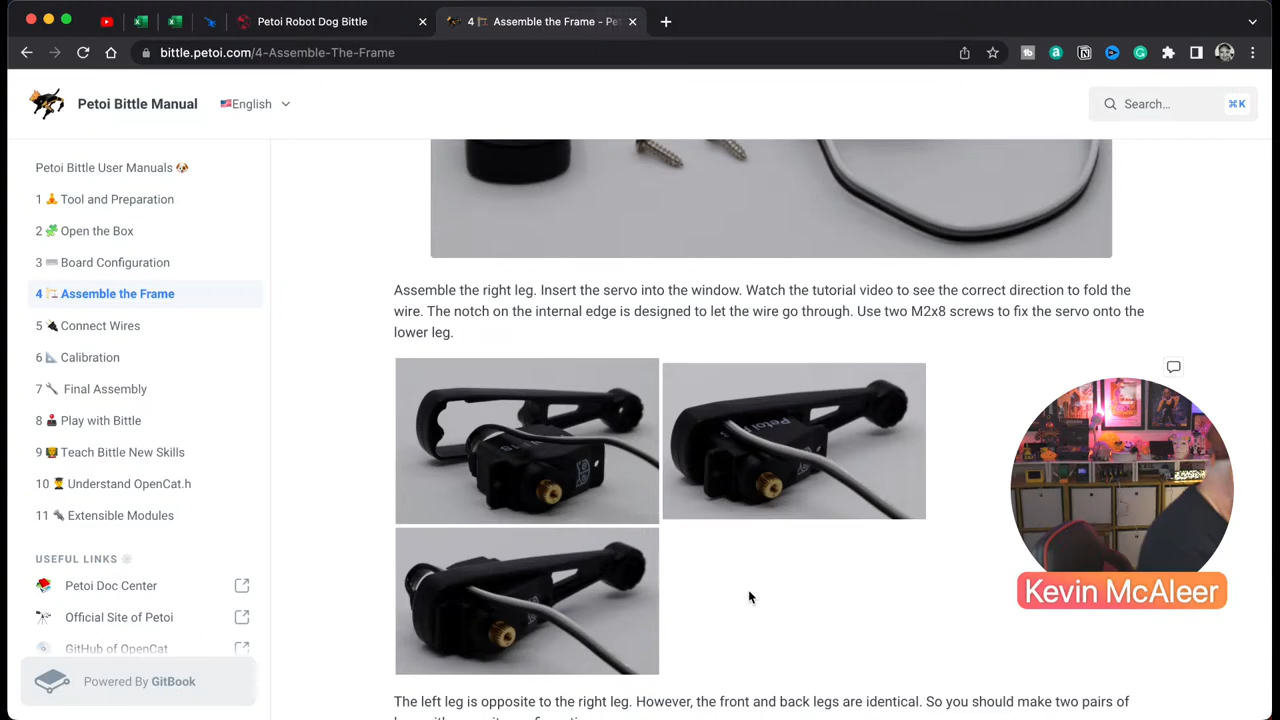 Petoi Robot Dog Bittle
4 Assemble the Frame - Pet
bittle.petoi.com/4-Assemble-The-Frame
Petoi Bittle Manual
English
Search...
⌘K
Petoi Bittle User Manuals
1 Tool and Preparation
2 Open the Box
3 Board Configuration
4 Assemble the Frame
5 Connect Wires
6 Calibration
7 Final Assembly
8 Play with Bittle
9 Teach Bittle New Skills
10 Understand OpenCat.h
11 Extensible Modules
USEFUL LINKS
Petoi Doc Center
Official Site of Petoi
GitHub of OpenCat
Powered By GitBook
Assemble the right leg. Insert the servo into the window. Watch the tutorial video to see the correct direction to fold the
wire. The notch on the internal edge is designed to let the wire go through. Use two M2x8 screws to fix the servo onto the
lower leg.
Petoi
Kevin McAleer
The left leg is opposite to the right leg. However, the front and back legs are identical. So you should make two pairs of